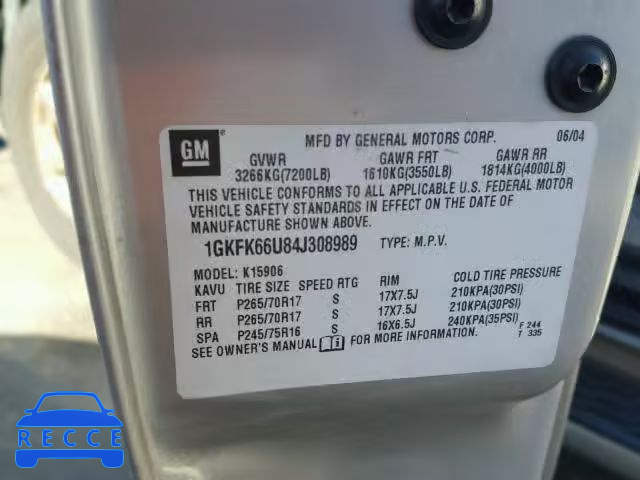 GM
®
MFD BY GENERAL MOTORS CORP. 06/04
GVWR GAWR FRT GAWR RR
3266KG(7200LB) 1610KG(3550LB) 1814KG(4000LB)
THIS VEHICLE CONFORMS TO ALL APPLICABLE U.S. FEDERAL MOTOR
VEHICLE SAFETY STANDARDS IN EFFECT ON THE DATE OF
MANUFACTURE SHOWN ABOVE.
1GKFK66U84J308989 TYPE: M.P.V.
MODEL: K15906
KAVU TIRE SIZE SPEED RTG RIM COLD TIRE PRESSURE
FRT P265/70R17 S 17X7.5J 210KPA(30PSI)
RR P265/70R17 S 17X7.5J 210KPA(30PSI)
SPA P245/75R16 S 16X6.5J 240KPA(35PSI)
SEE OWNER'S MANUAL FOR MORE INFORMATION.
F 244
T 335
RECCE